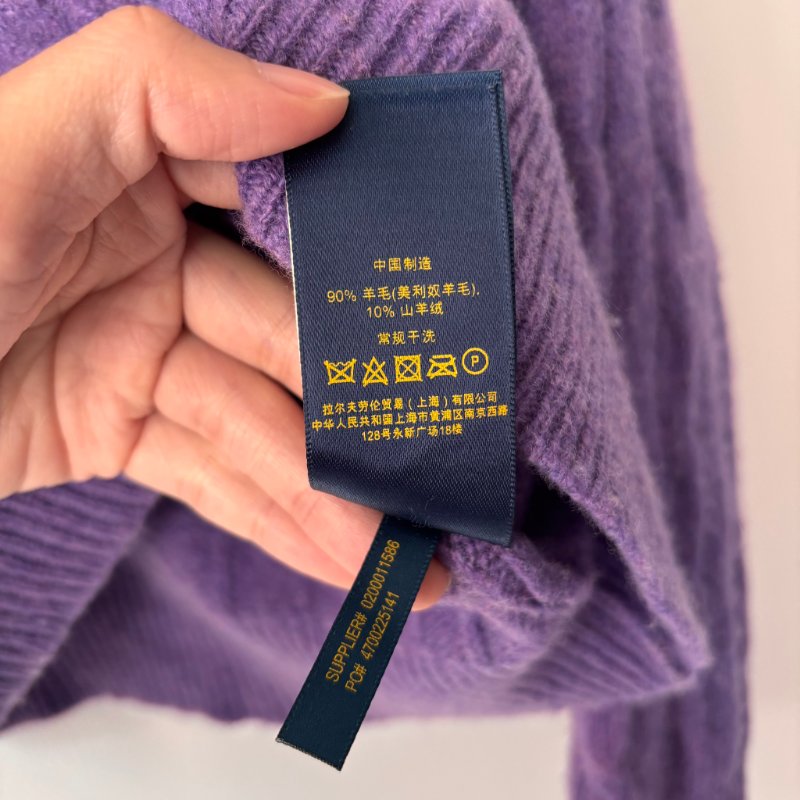 中国制造
90% 羊毛(美利奴羊毛),
10% 山羊绒
常规干洗
P
拉尔夫劳伦贸易（上海）有限公司
中华人民共和国上海市黄浦区南京西路
128号永新广场18楼
SUPPLIER# 0200011586
PO# 4700225141